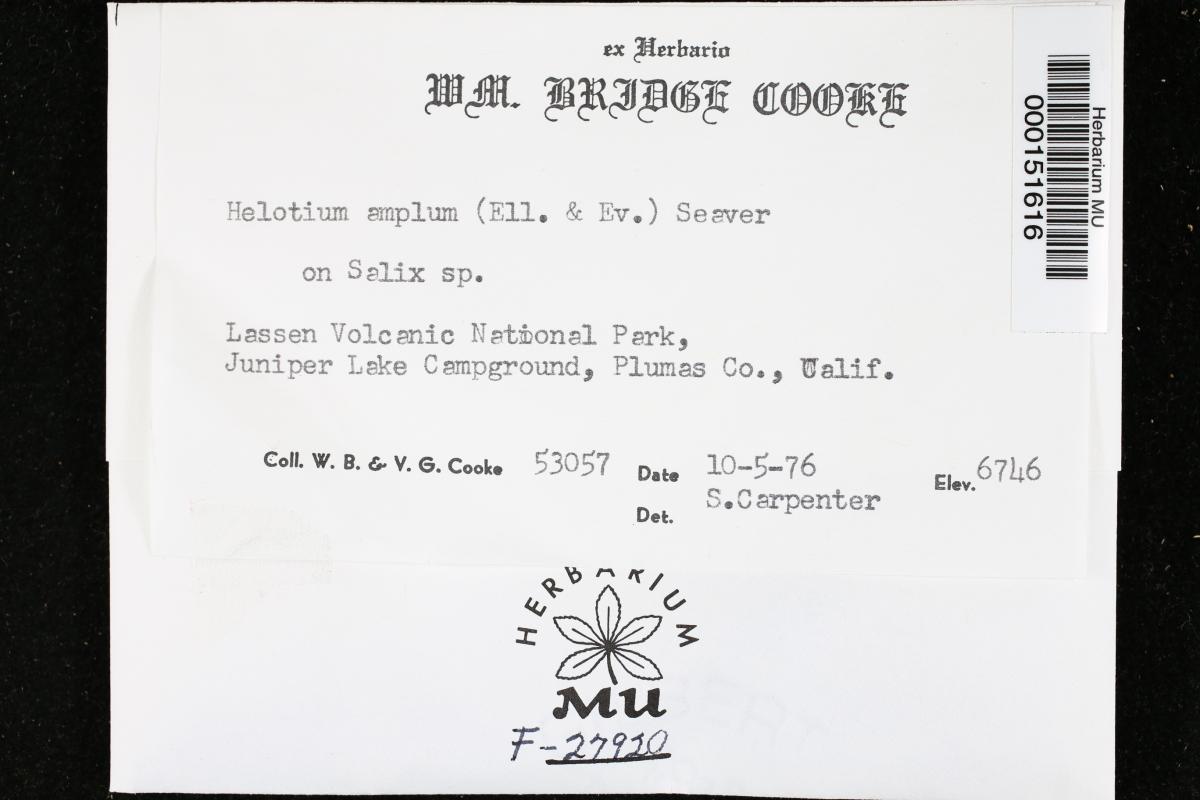 ex Herbario
WM. BRIDGE COOKE
Helotium amplum (Ell. & Ev.) Seaver
on Salix sp.
Lassen Volcanic National Park,
Juniper Lake Campground, Plumas Co., Calif.
Coll. W. B. & V. G. Cooke 53057 Date 10-5-76 Elev. 6746
Det. S.Carpenter
HERBARIUM
MU
F-27920
Herbarium MU
000151616